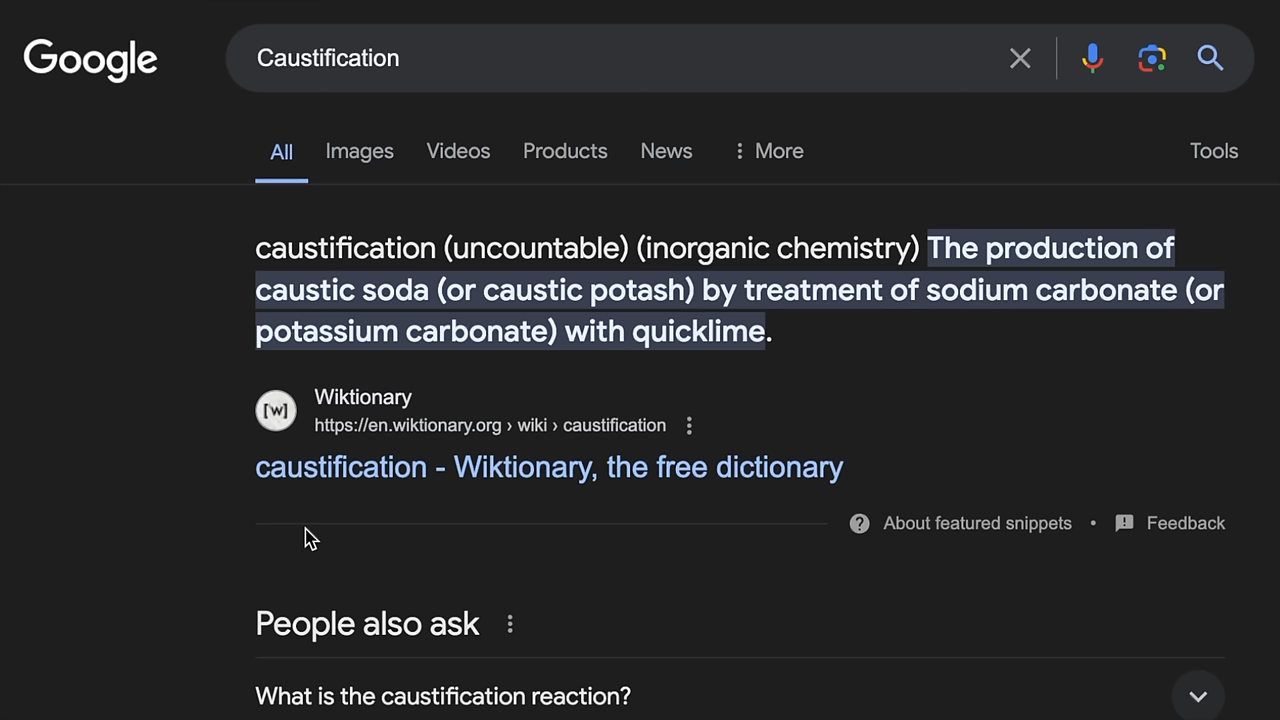 Google
Caustification
All Images Videos Products News More Tools
caustification (uncountable) (inorganic chemistry) The production of
caustic soda (or caustic potash) by treatment of sodium carbonate (or
potassium carbonate) with quicklime.
[w]
Wiktionary
https://en.wiktionary.org › wiki › caustification
caustification - Wiktionary, the free dictionary
About featured snippets • Feedback
People also ask
What is the caustification reaction?